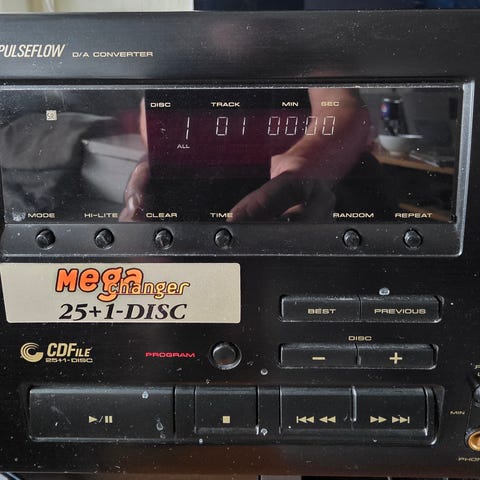 PULSEFLOW D/A CONVERTER
DISC TRACK MIN SEC
1 01 00:00
ALL
MODE HI-LITE CLEAR TIME RANDOM REPEAT
Mega changer
25+1-DISC
BEST PREVIOUS
CDFILE
25+1-DISC
PROGRAM
DISC
− +
MIN